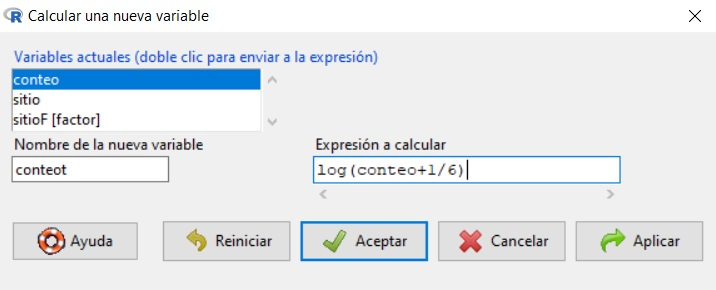 Calcular una nueva variable
Variables actuales (doble clic para enviar a la expresión)
conteo
sitio
sitioF [factor]
Nombre de la nueva variable
conteot
Expresión a calcular
log(conteo+1/6)
Ayuda
Reiniciar
Aceptar
Cancelar
Aplicar